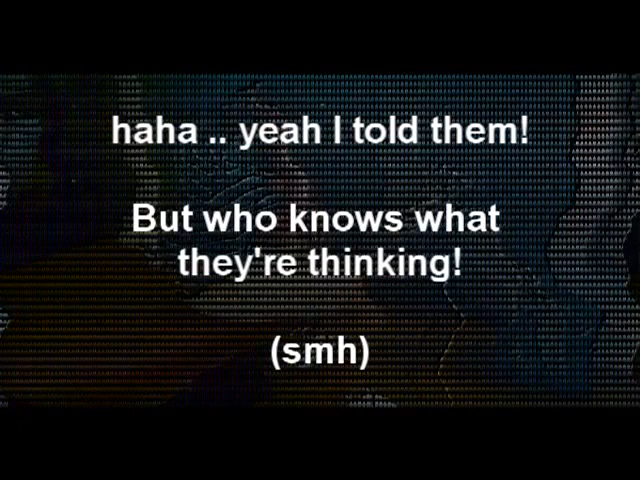 haha .. yeah I told them!
But who knows what
they're thinking!
(smh)